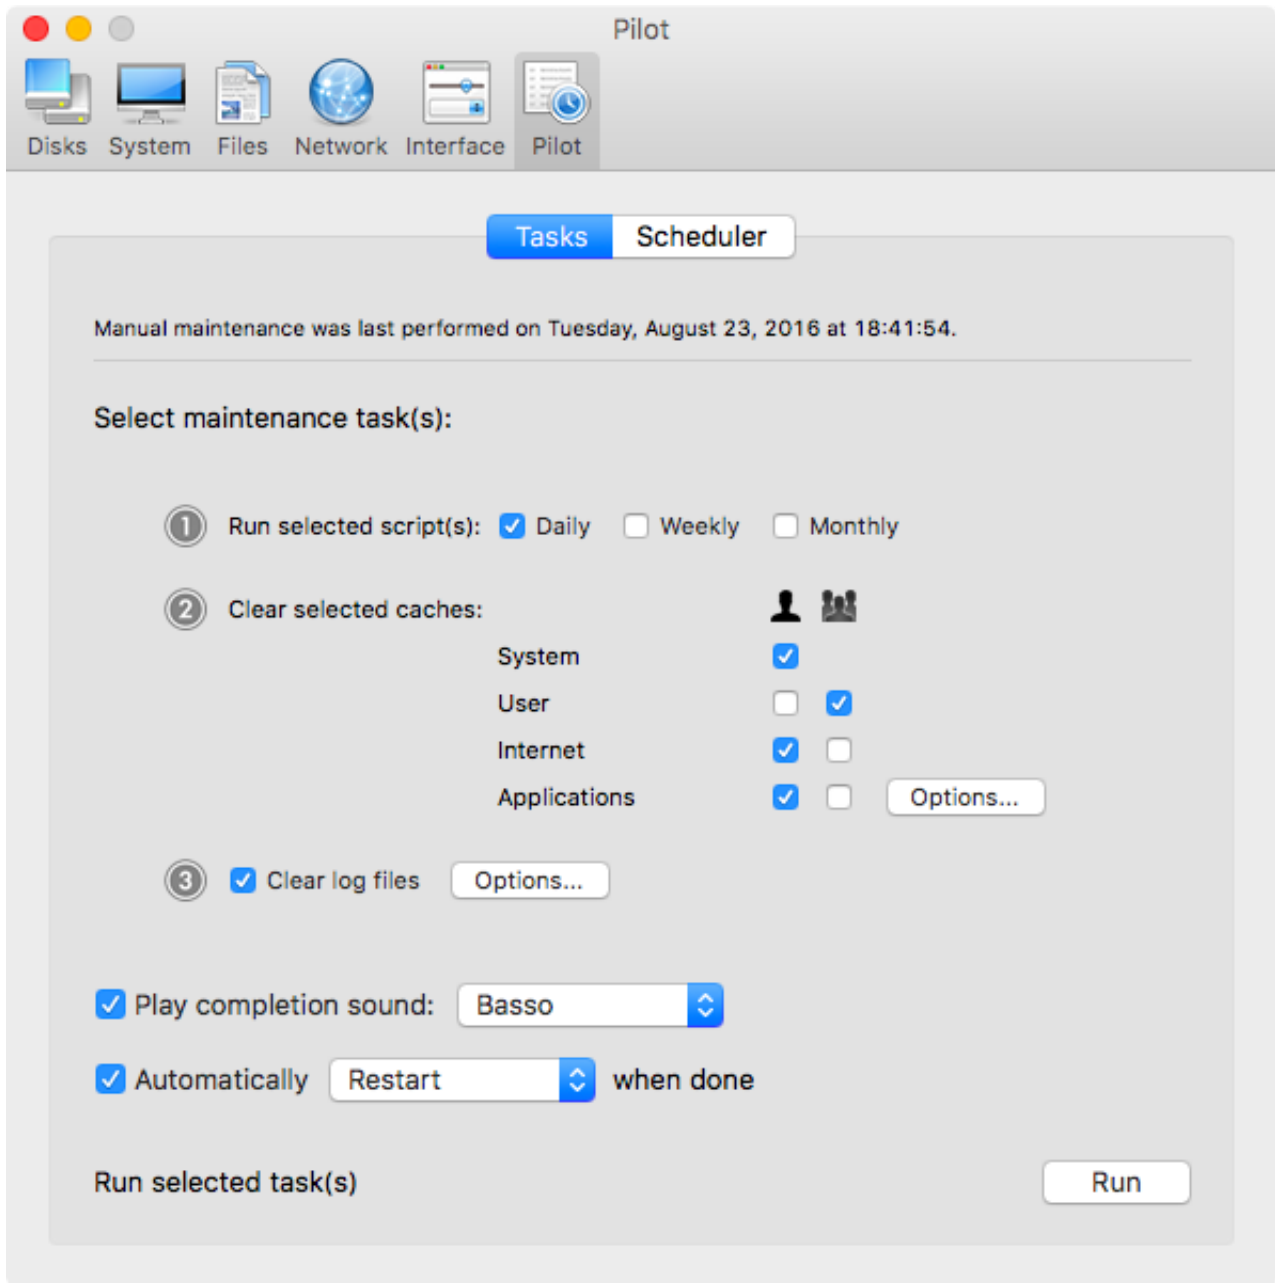 Pilot
Disks System Files Network Interface Pilot
Tasks Scheduler
Manual maintenance was last performed on Tuesday, August 23, 2016 at 18:41:54.
Select maintenance task(s):
1 Run selected script(s): Daily Weekly Monthly
2 Clear selected caches:
System
User
Internet
Applications Options...
3 Clear log files Options...
Play completion sound: Basso
Automatically Restart when done
Run selected task(s) Run